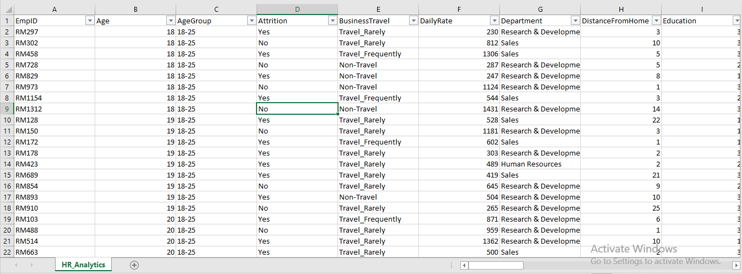 A B C D E F G H I
1 EmpID Age AgeGroup Attrition BusinessTravel DailyRate Department DistanceFromHome Education
2 RM297 18 18-25 Yes Travel_Rarely 230 Research & Developme 3
3 RM302 18 18-25 No Travel_Rarely 812 Sales 10
4 RM458 18 18-25 Yes Travel_Frequently 1306 Sales 5
5 RM728 18 18-25 No Non-Travel 287 Research & Developme 5
6 RM829 18 18-25 Yes Non-Travel 247 Research & Developme 8
7 RM973 18 18-25 No Non-Travel 1124 Research & Developme 1
8 RM1154 18 18-25 Yes Travel_Frequently 544 Sales 3
9 RM1312 18 18-25 No Non-Travel 1431 Research & Developme 14
10 RM128 19 18-25 Yes Travel_Rarely 528 Sales 22
11 RM150 19 18-25 No Travel_Rarely 1181 Research & Developme 3
12 RM172 19 18-25 Yes Travel_Frequently 602 Sales 1
13 RM178 19 18-25 Yes Travel_Rarely 303 Research & Developme 2
14 RM423 19 18-25 Yes Travel_Rarely 489 Human Resources 2
15 RM689 19 18-25 Yes Travel_Rarely 419 Sales 21
16 RM854 19 18-25 No Travel_Rarely 645 Research & Developme 9
17 RM893 19 18-25 Yes Non-Travel 504 Research & Developme 10
18 RM910 19 18-25 No Travel_Rarely 265 Research & Developme 25
19 RM103 20 18-25 Yes Travel_Frequently 871 Research & Developme 6
20 RM488 20 18-25 No Travel_Rarely 959 Research & Developme 1
21 RM514 20 18-25 Yes Travel_Rarely 1362 Research & Developme 10
22 RM663 20 18-25 Yes Travel_Rarely 500 Sales
Activate Windows
Go to Settings to activate Windows.
HR_Analytics